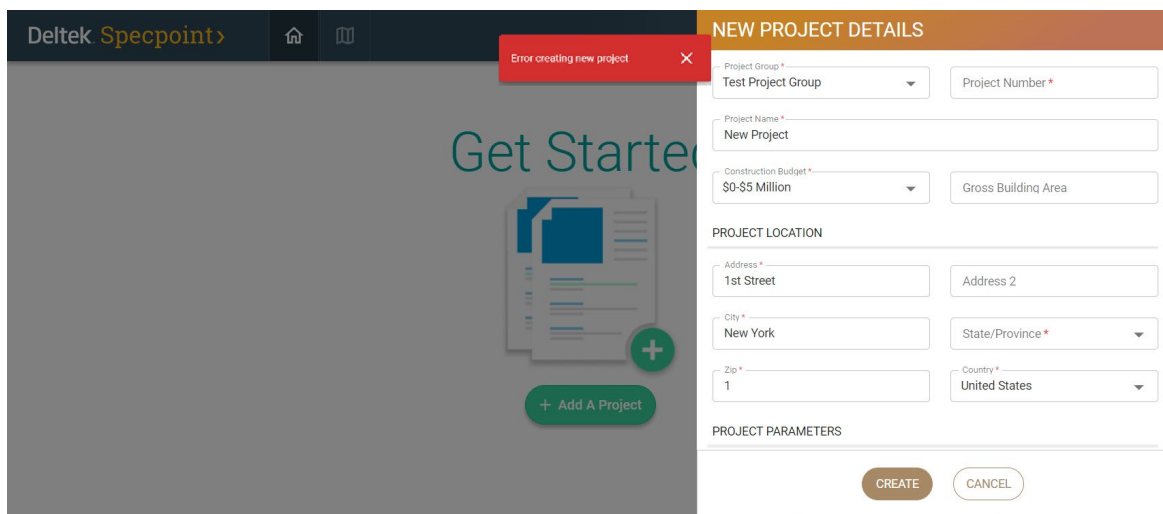 Deltek Specpoint>
Error creating new project
Get Started
+ Add A Project
NEW PROJECT DETAILS
Project Group *
Test Project Group
Project Number *
Project Name *
New Project
Construction Budget *
$0-$5 Million
Gross Building Area
PROJECT LOCATION
Address *
1st Street
Address 2
City *
New York
State/Province *
Zip *
1
Country *
United States
PROJECT PARAMETERS
CREATE
CANCEL